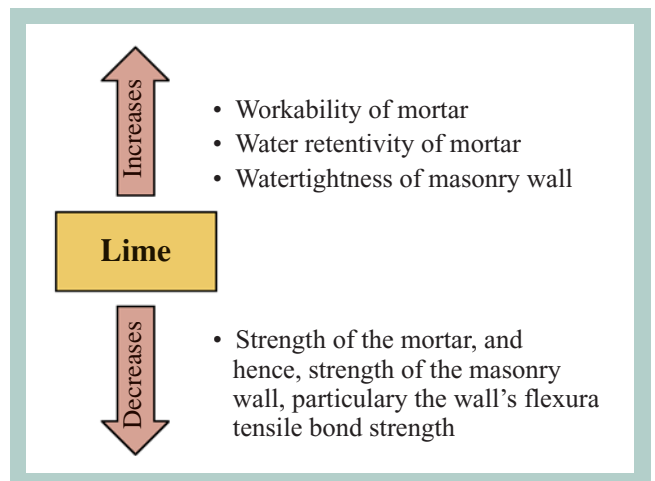 Increases
• Workability of mortar
• Water retentivity of mortar
• Watertightness of masonry wall
Lime
Decreases
• Strength of the mortar, and
hence, strength of the masonry
wall, particulary the wall's flexura
tensile bond strength